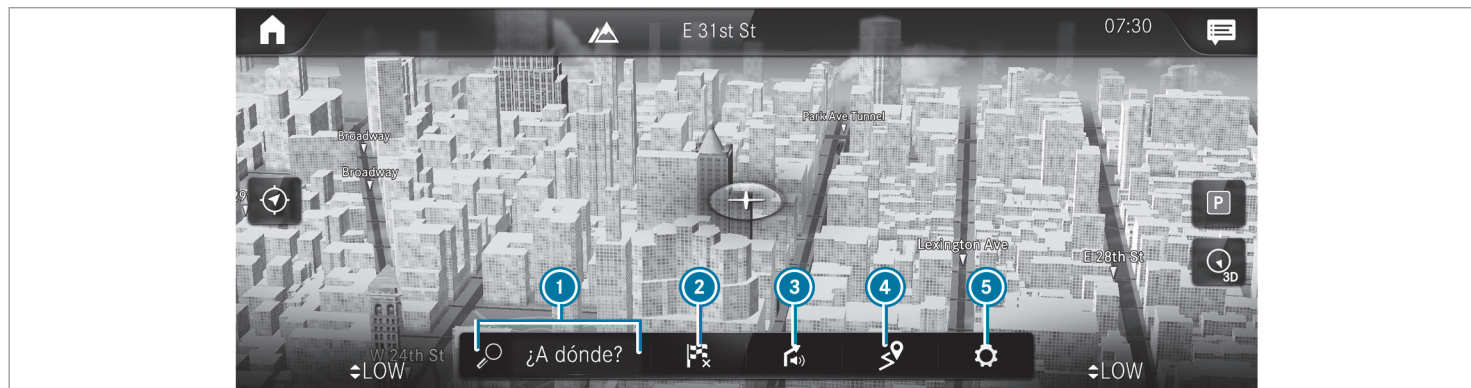 E 31st St
07:30
Park Ave Tunnel
Broadway
Broadway
29
P
Lexington Ave
E 28th St
3D
1
2
3
4
5
W 24th St
¿A dónde?
LOW
LOW